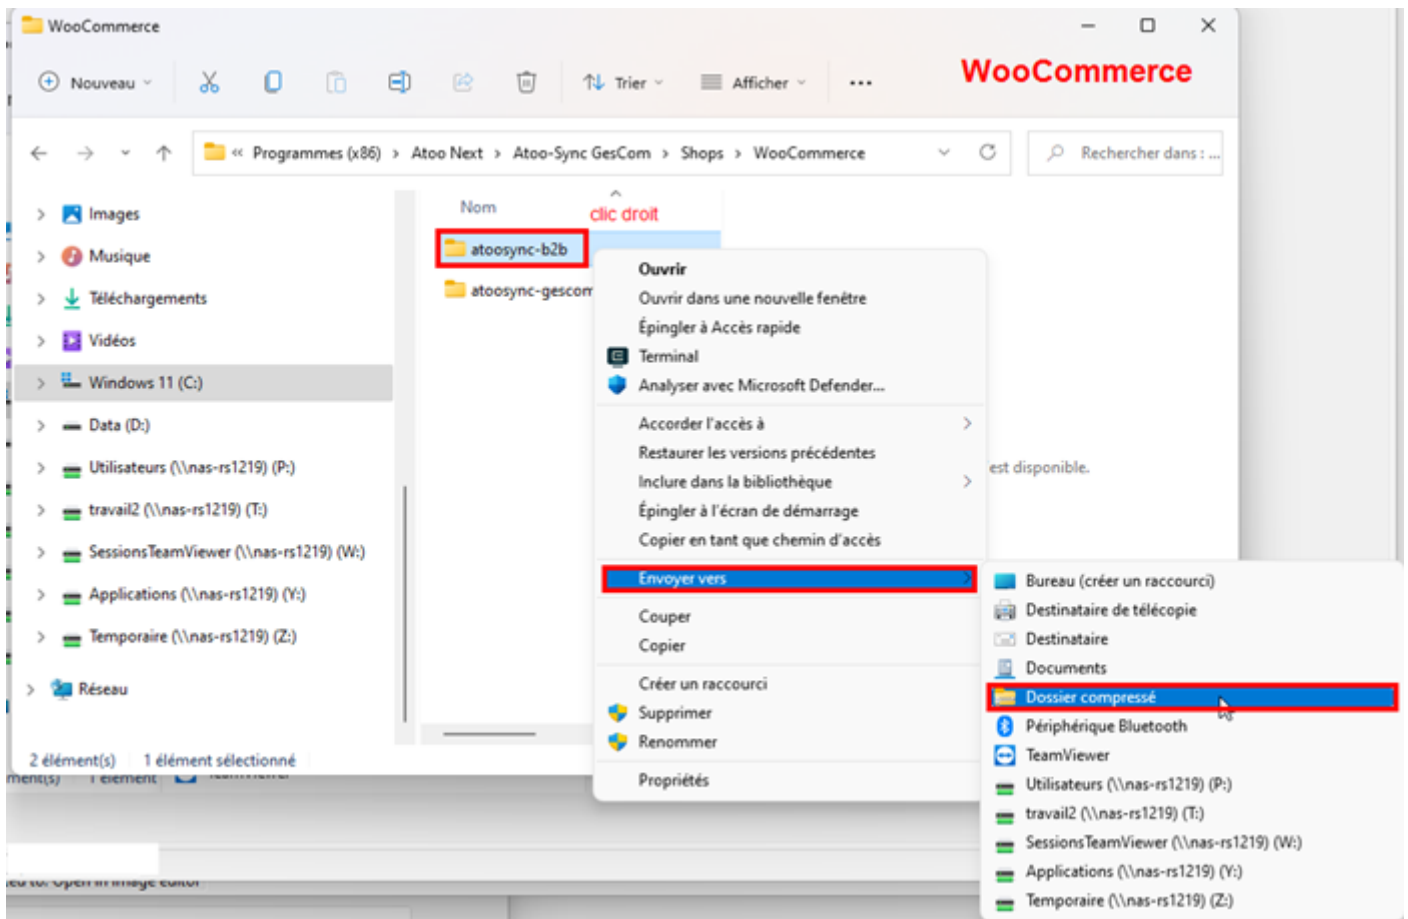 WooCommerce
Nouveau
Trier
Afficher
WooCommerce
« Programmes (x86) > Atoo Next > Atoo-Sync GesCom > Shops > WooCommerce
Rechercher dans : ...
Images
Musique
Téléchargements
Vidéos
Windows 11 (C:)
Data (D:)
Utilisateurs (\\nas-rs1219) (P:)
travail2 (\\nas-rs1219) (T:)
SessionsTeamViewer (\\nas-rs1219) (W:)
Applications (\\nas-rs1219) (Y:)
Temporaire (\\nas-rs1219) (Z:)
Réseau
Nom
clic droit
atoosync-b2b
atoosync-gescom
Ouvrir
Ouvrir dans une nouvelle fenêtre
Épingler à Accès rapide
Terminal
Analyser avec Microsoft Defender...
Accorder l'accès à
Restaurer les versions précédentes
Inclure dans la bibliothèque
Épingler à l'écran de démarrage
Copier en tant que chemin d'accès
Envoyer vers
Couper
Copier
Créer un raccourci
Supprimer
Renommer
Propriétés
est disponible.
Bureau (créer un raccourci)
Destinataire de télécopie
Destinataire
Documents
Dossier compressé
Périphérique Bluetooth
TeamViewer
Utilisateurs (\\nas-rs1219) (P:)
travail2 (\\nas-rs1219) (T:)
SessionsTeamViewer (\\nas-rs1219) (W:)
Applications (\\nas-rs1219) (Y:)
Temporaire (\\nas-rs1219) (Z:)
2 élément(s) 1 élément sélectionné
to: Open in image editor